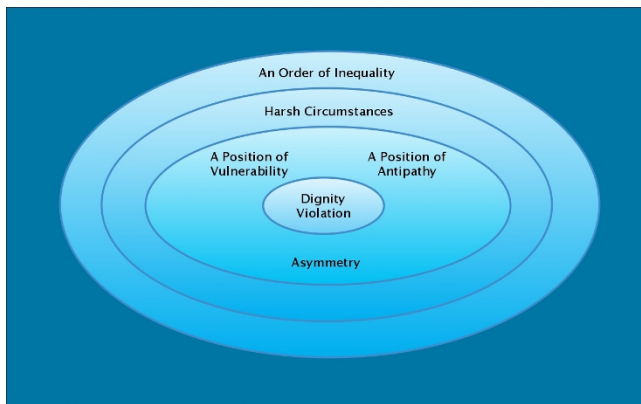 An Order of Inequality
Harsh Circumstances
A Position of
Vulnerability
A Position of
Antipathy
Dignity
Violation
Asymmetry